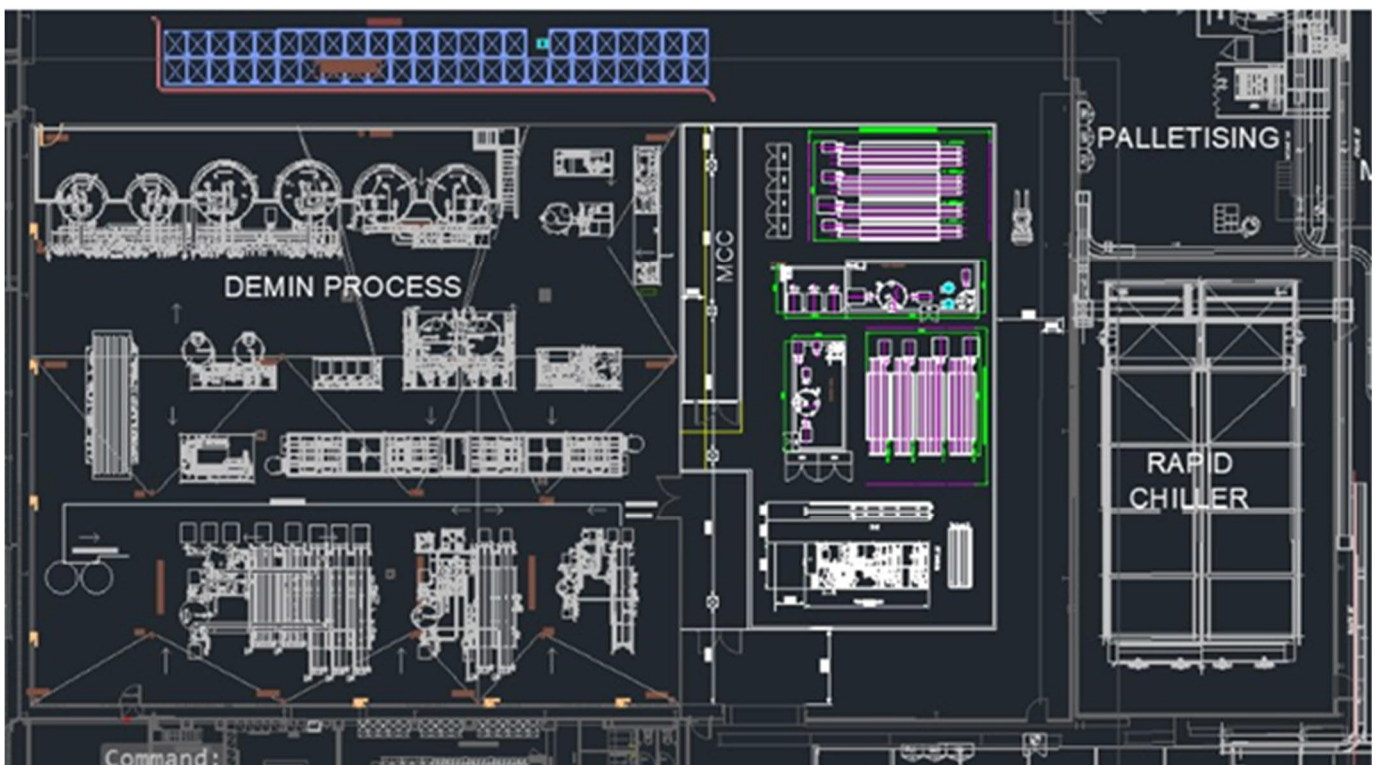 PALLETISING
MCC
DEMIN PROCESS
RAPID
CHILLER
Command: